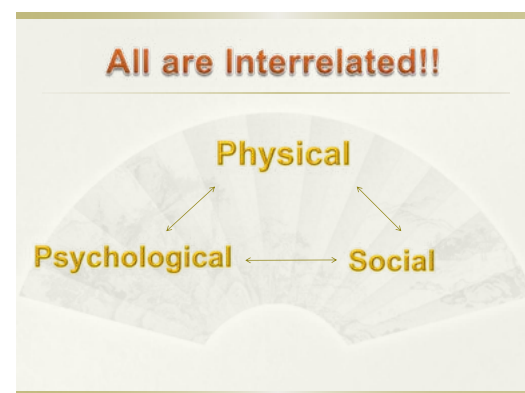 All are Interrelated!!
Physical
Psychological
Social